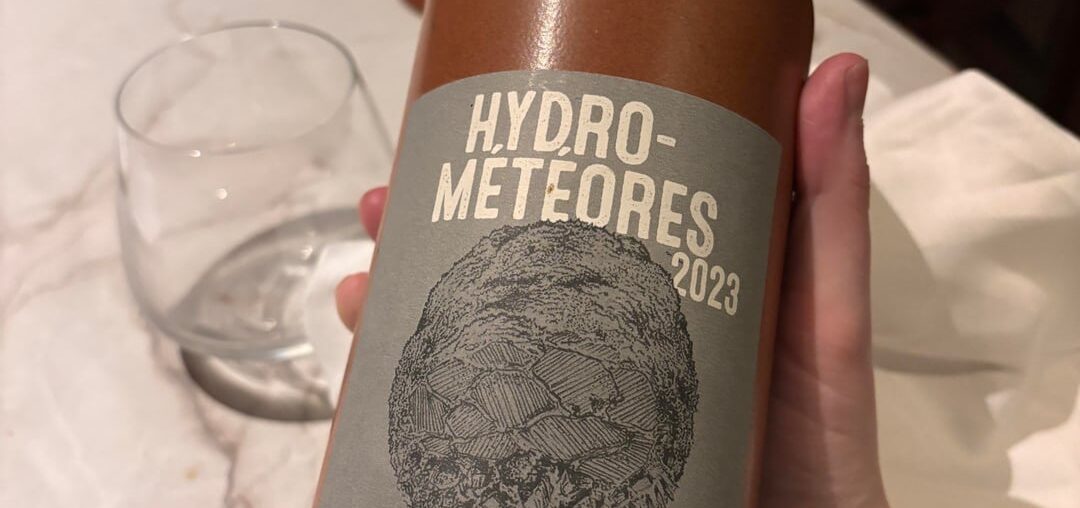 HYDRO-
MÉTÉORES
2023